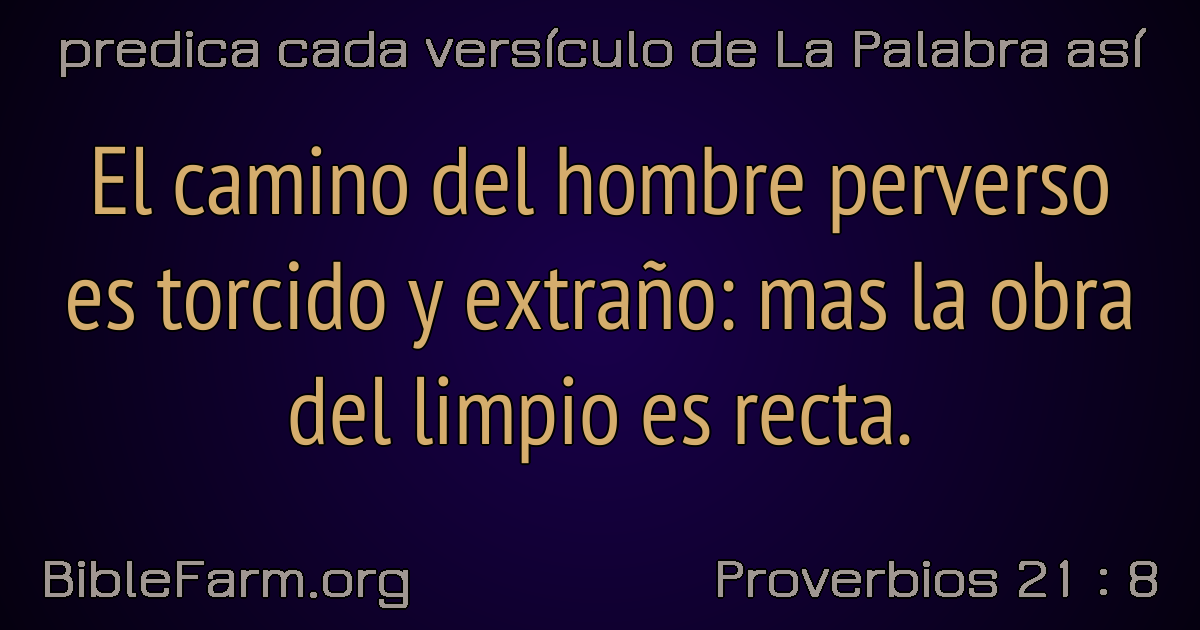 predica cada versículo de La Palabra así
El camino del hombre perverso
es torcido y extraño: mas la obra
del limpio es recta.
BibleFarm.org
Proverbios 21 : 8